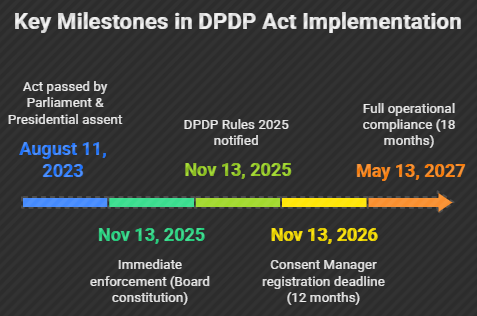 Key Milestones in DPDP Act Implementation
Act passed by
Parliament &
Presidential assent
August 11,
2023
Nov 13, 2025
Immediate
enforcement (Board
constitution)
DPDP Rules 2025
notified
Nov 13, 2025
Nov 13, 2026
Consent Manager
registration deadline
(12 months)
Full operational
compliance (18
months)
May 13, 2027